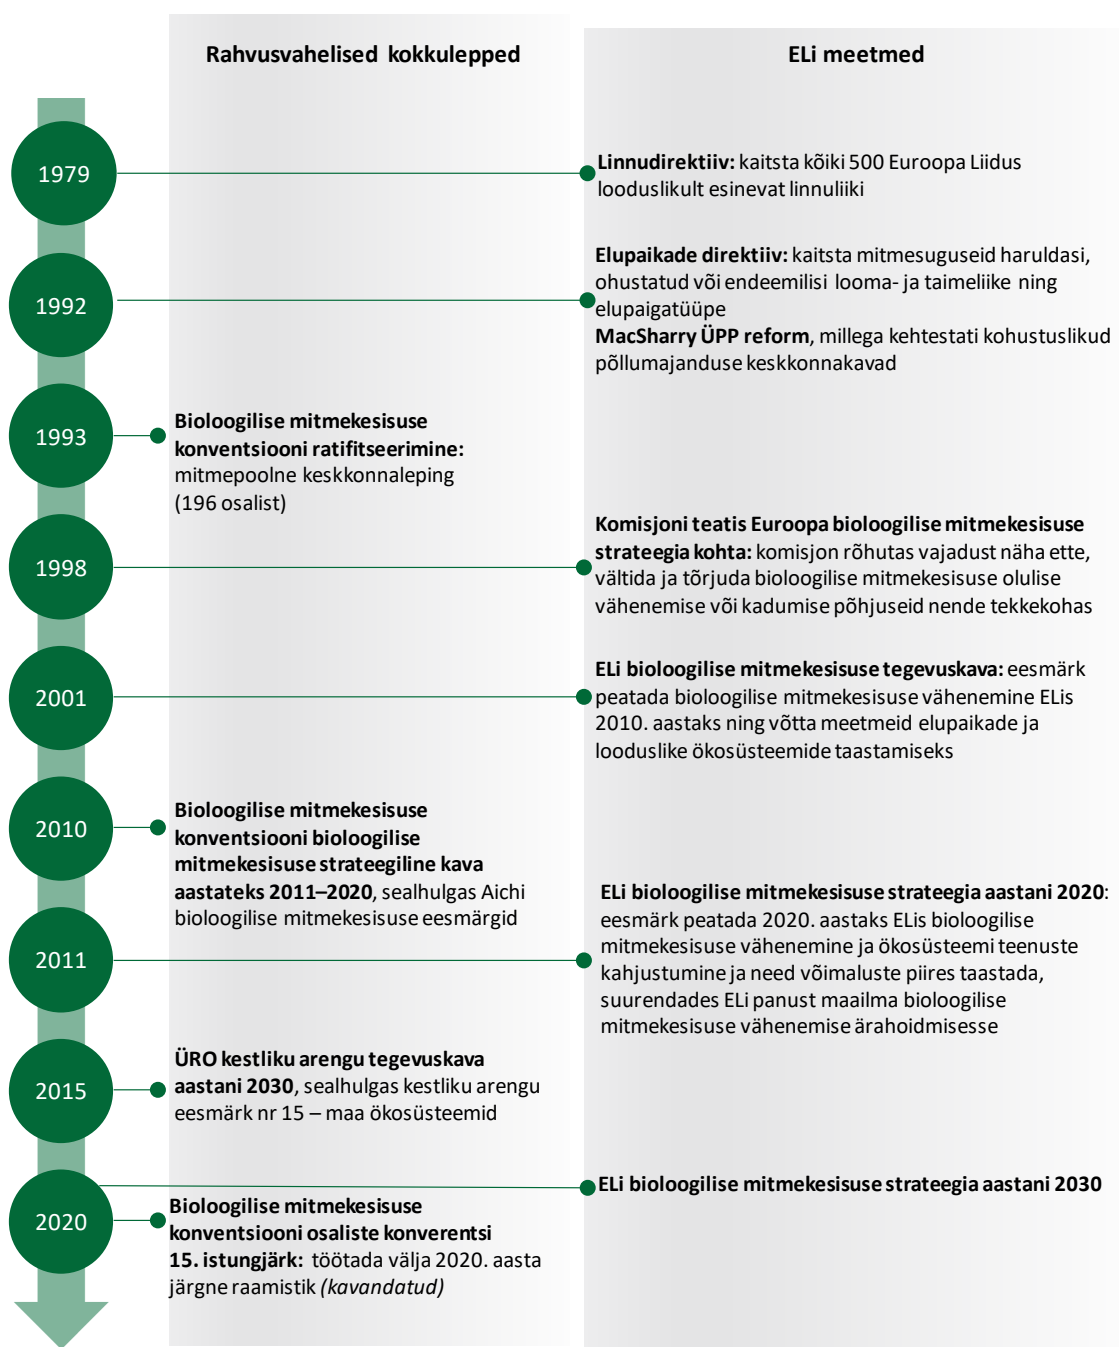 Rahvusvahelised kokkulepped
ELi meetmed
1979
Linnudirektiiv: kaitsta kõiki 500 Euroopa Liidus
looduslikult esinevat linnuliiki
1992
Elupaikade direktiiv: kaitsta mitmesuguseid haruldasi,
ohustatud või endeemilisi looma- ja taimeliike ning
elupaigatüüpe
MacSharry ÜPP reform, millega kehtestati kohustuslikud
põllumajanduse keskkonnakavad
1993
Bioloogilise mitmekesisuse
konventsiooni ratifitseerimine:
mitmepoolne keskkonnaleping
(196 osalist)
1998
Komisjoni teatis Euroopa bioloogilise mitmekesisuse
strateegia kohta: komisjon rõhutas vajadust näha ette,
vältida ja tõrjuda bioloogilise mitmekesisuse olulise
vähenemise või kadumise põhjuseid nende tekkekohas
2001
ELi bioloogilise mitmekesisuse tegevuskava: eesmärk
peatada bioloogilise mitmekesisuse vähenemine ELis
2010. aastaks ning võtta meetmeid elupaikade ja
looduslike ökosüsteemide taastamiseks
2010
Bioloogilise mitmekesisuse
konventsiooni bioloogilise
mitmekesisuse strateegiline kava
aastateks 2011–2020, sealhulgas Aichi
bioloogilise mitmekesisuse eesmärgid
2011
ELi bioloogilise mitmekesisuse strateegia aastani 2020:
eesmärk peatada 2020. aastaks ELis bioloogilise
mitmekesisuse vähenemine ja ökosüsteemi teenuste
kahjustumine ja need võimaluste piires taastada,
suurendades ELi panust maailma bioloogilise
mitmekesisuse vähenemise ärahoidmisesse
2015
ÜRO kestliku arengu tegevuskava
aastani 2030, sealhulgas kestliku arengu
eesmärk nr 15 – maa ökosüsteemid
2020
ELi bioloogilise mitmekesisuse strateegia aastani 2030
Bioloogilise mitmekesisuse
konventsiooni osaliste konverentsi
15. istungjärk: töötada välja 2020. aasta
järgne raamistik (kavandatud)